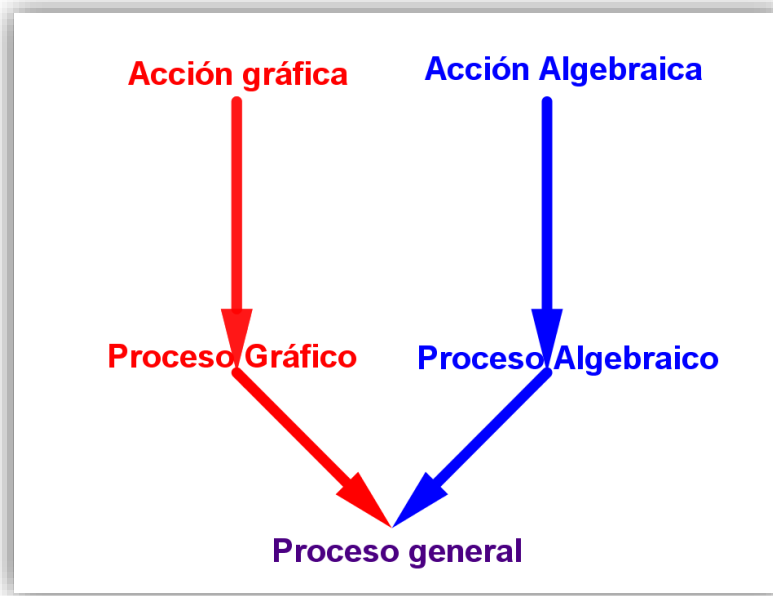 Acción gráfica
Acción Algebraica
Proceso Gráfico
Proceso Algebraico
Proceso general